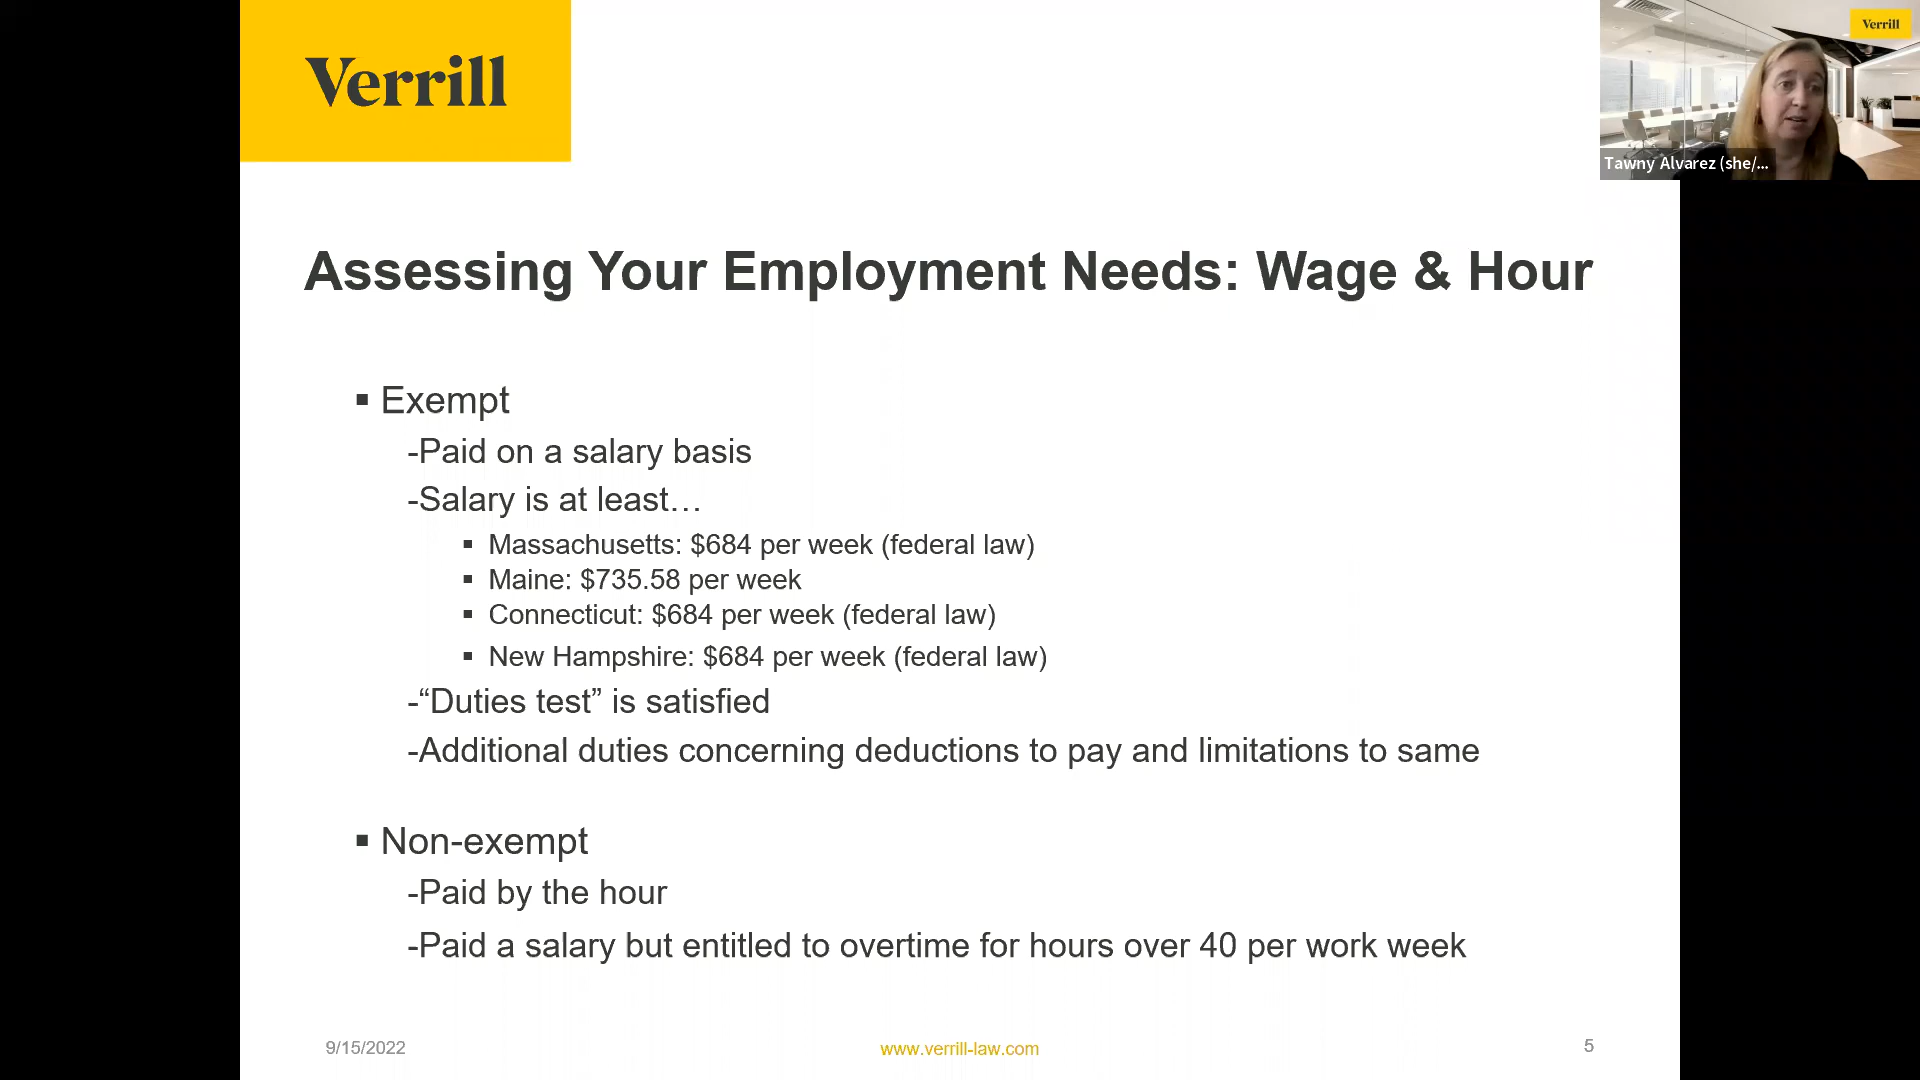 Verrill
Verrill
Tawny Alvarez (she/...
Assessing Your Employment Needs: Wage & Hour
▪ Exempt
-Paid on a salary basis
-Salary is at least…
▪ Massachusetts: $684 per week (federal law)
▪ Maine: $735.58 per week
▪ Connecticut: $684 per week (federal law)
▪ New Hampshire: $684 per week (federal law)
-“Duties test” is satisfied
-Additional duties concerning deductions to pay and limitations to same
▪ Non-exempt
-Paid by the hour
-Paid a salary but entitled to overtime for hours over 40 per work week
9/15/2022
www.verrill-law.com
5